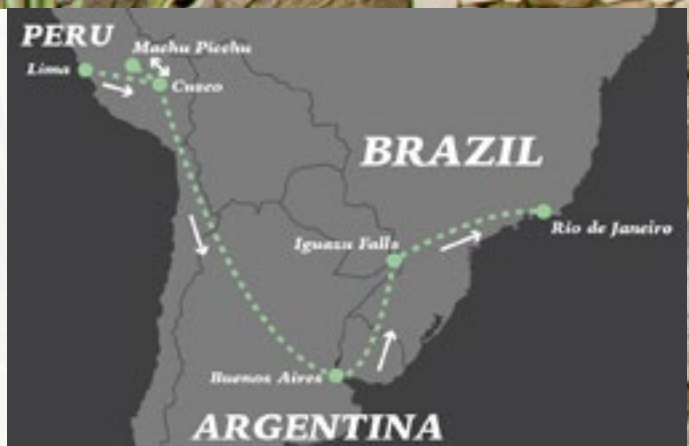 PERU
Machu Picchu
Lima
Cusco
BRAZIL
Rio de Janeiro
Iguazu Falls
Buenos Aires
ARGENTINA